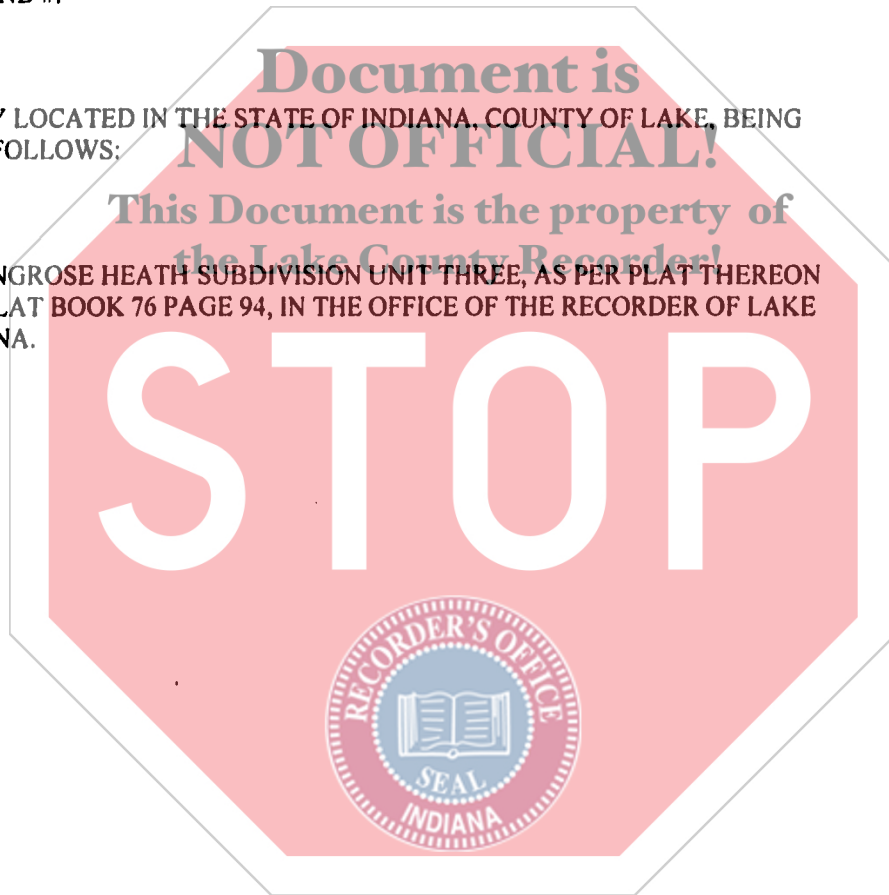 Document is
Y LOCATED IN THE STATE OF INDIANA, COUNTY OF LAKE, BEING
FOLLOWS:
NOT OFFICIAL!
This Document is the property of
the Lake County Recorder!
NGROSE HEATH SUBDIVISION UNIT THREE, AS PER PLAT THEREON
LAT BOOK 76 PAGE 94, IN THE OFFICE OF THE RECORDER OF LAKE
NA.
STOP
RECORDER'S OFFICE
SEAL
INDIANA